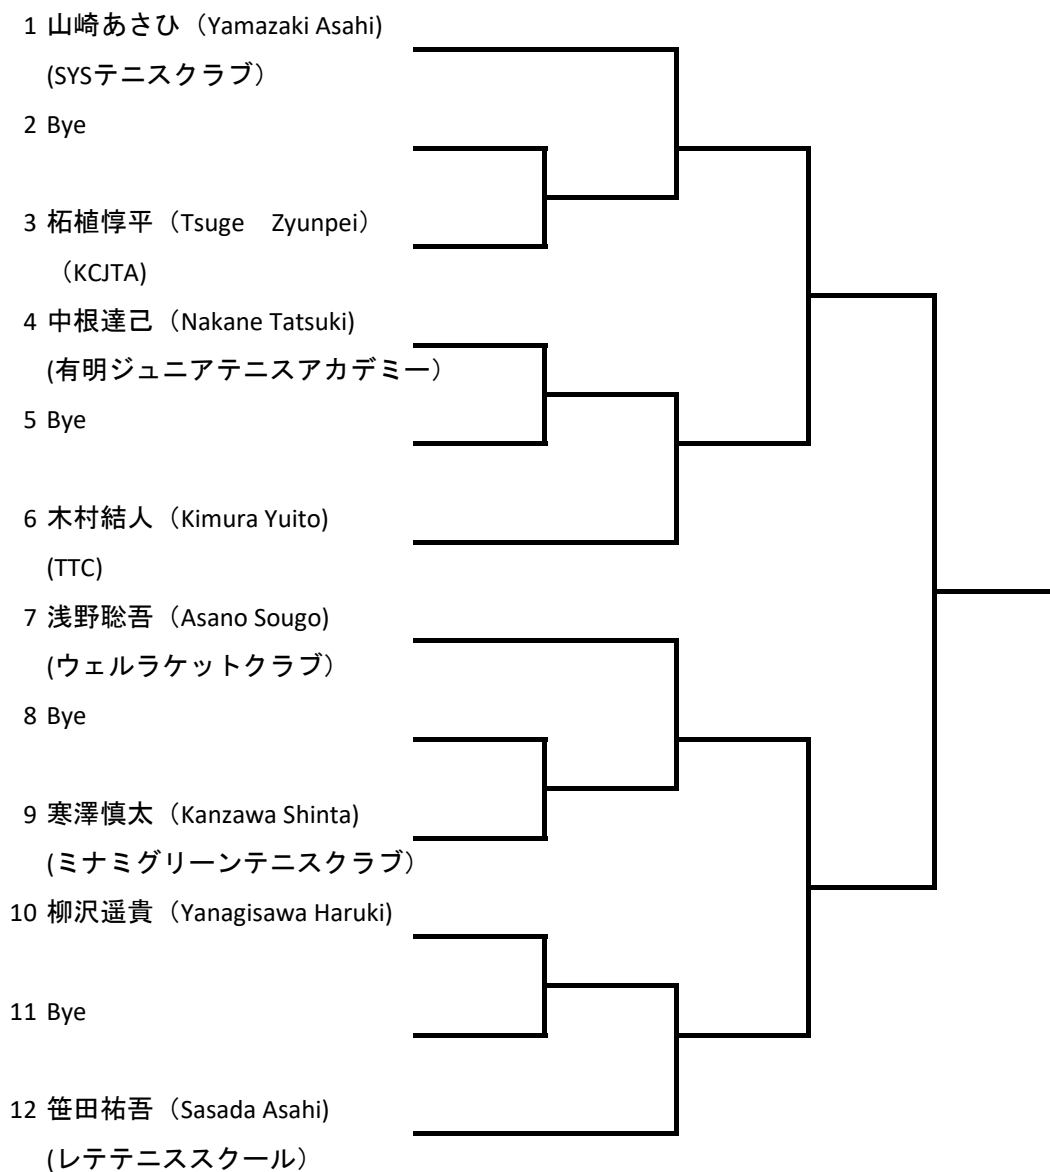 1 山崎あさひ（Yamazaki Asahi)
(SYSテニスクラブ）
2 Bye
3 柘植惇平（Tsuge　Zyunpei）
（KCJTA)
4 中根達己（Nakane Tatsuki)
(有明ジュニアテニスアカデミー）
5 Bye
6 木村結人（Kimura Yuito)
(TTC)
7 浅野聡吾（Asano Sougo)
(ウェルラケットクラブ）
8 Bye
9 寒澤慎太（Kanzawa Shinta)
(ミナミグリーンテニスクラブ）
10 柳沢遥貴（Yanagisawa Haruki)
11 Bye
12 笹田祐吾（Sasada Asahi)
(レテテニススクール）